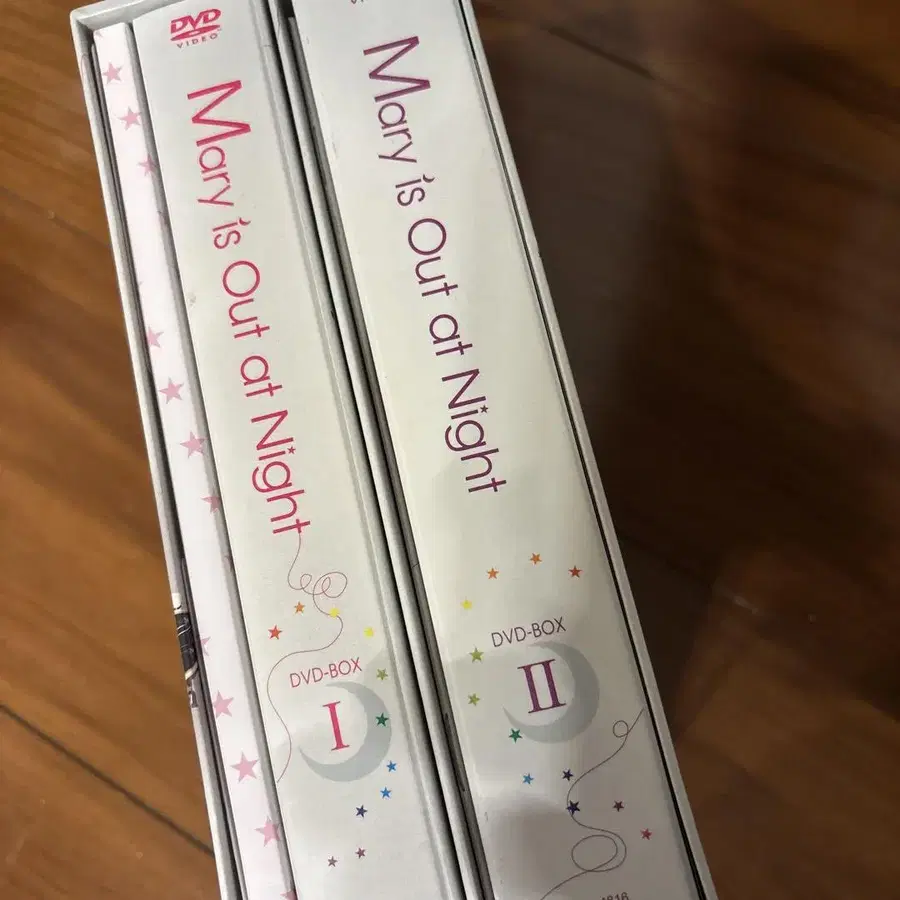 DVD
VIDEO
Mary is Out at Night
DVD-BOX
I
Mary is Out at Night
DVD-BOX
II